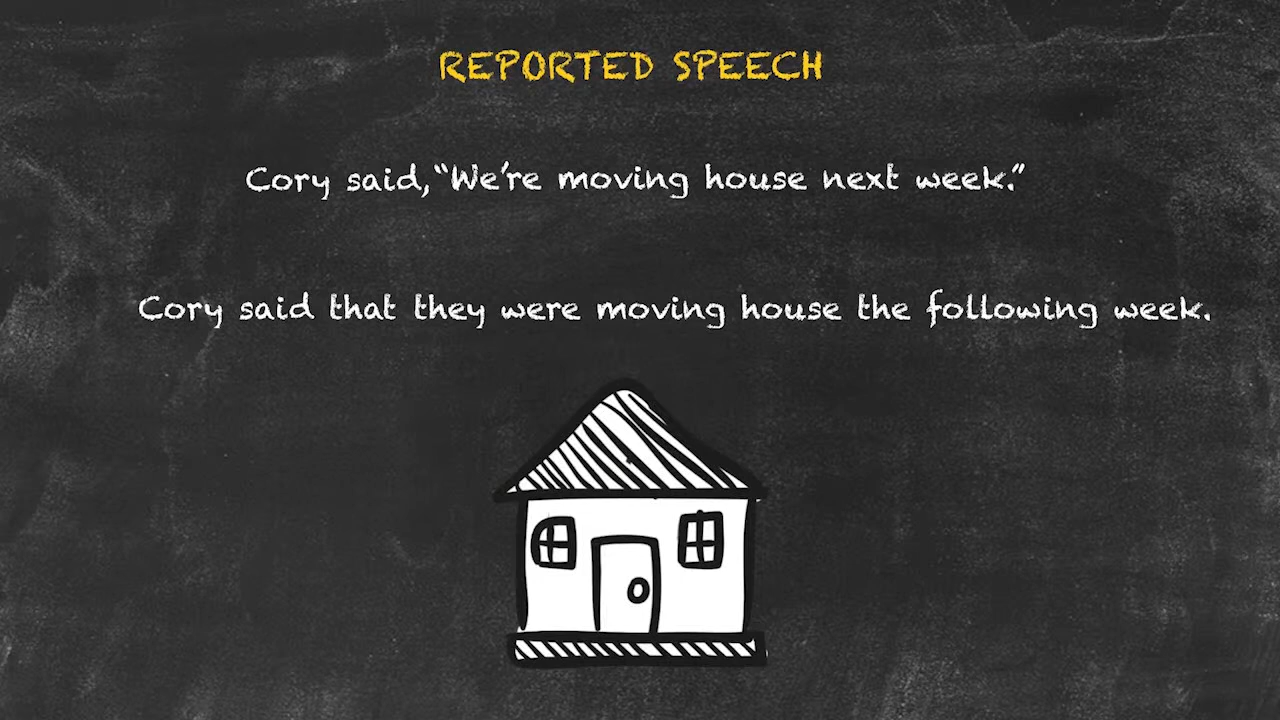 REPORTED SPEECH
Cory said,“We’re moving house next week.”
Cory said that they were moving house the following week.